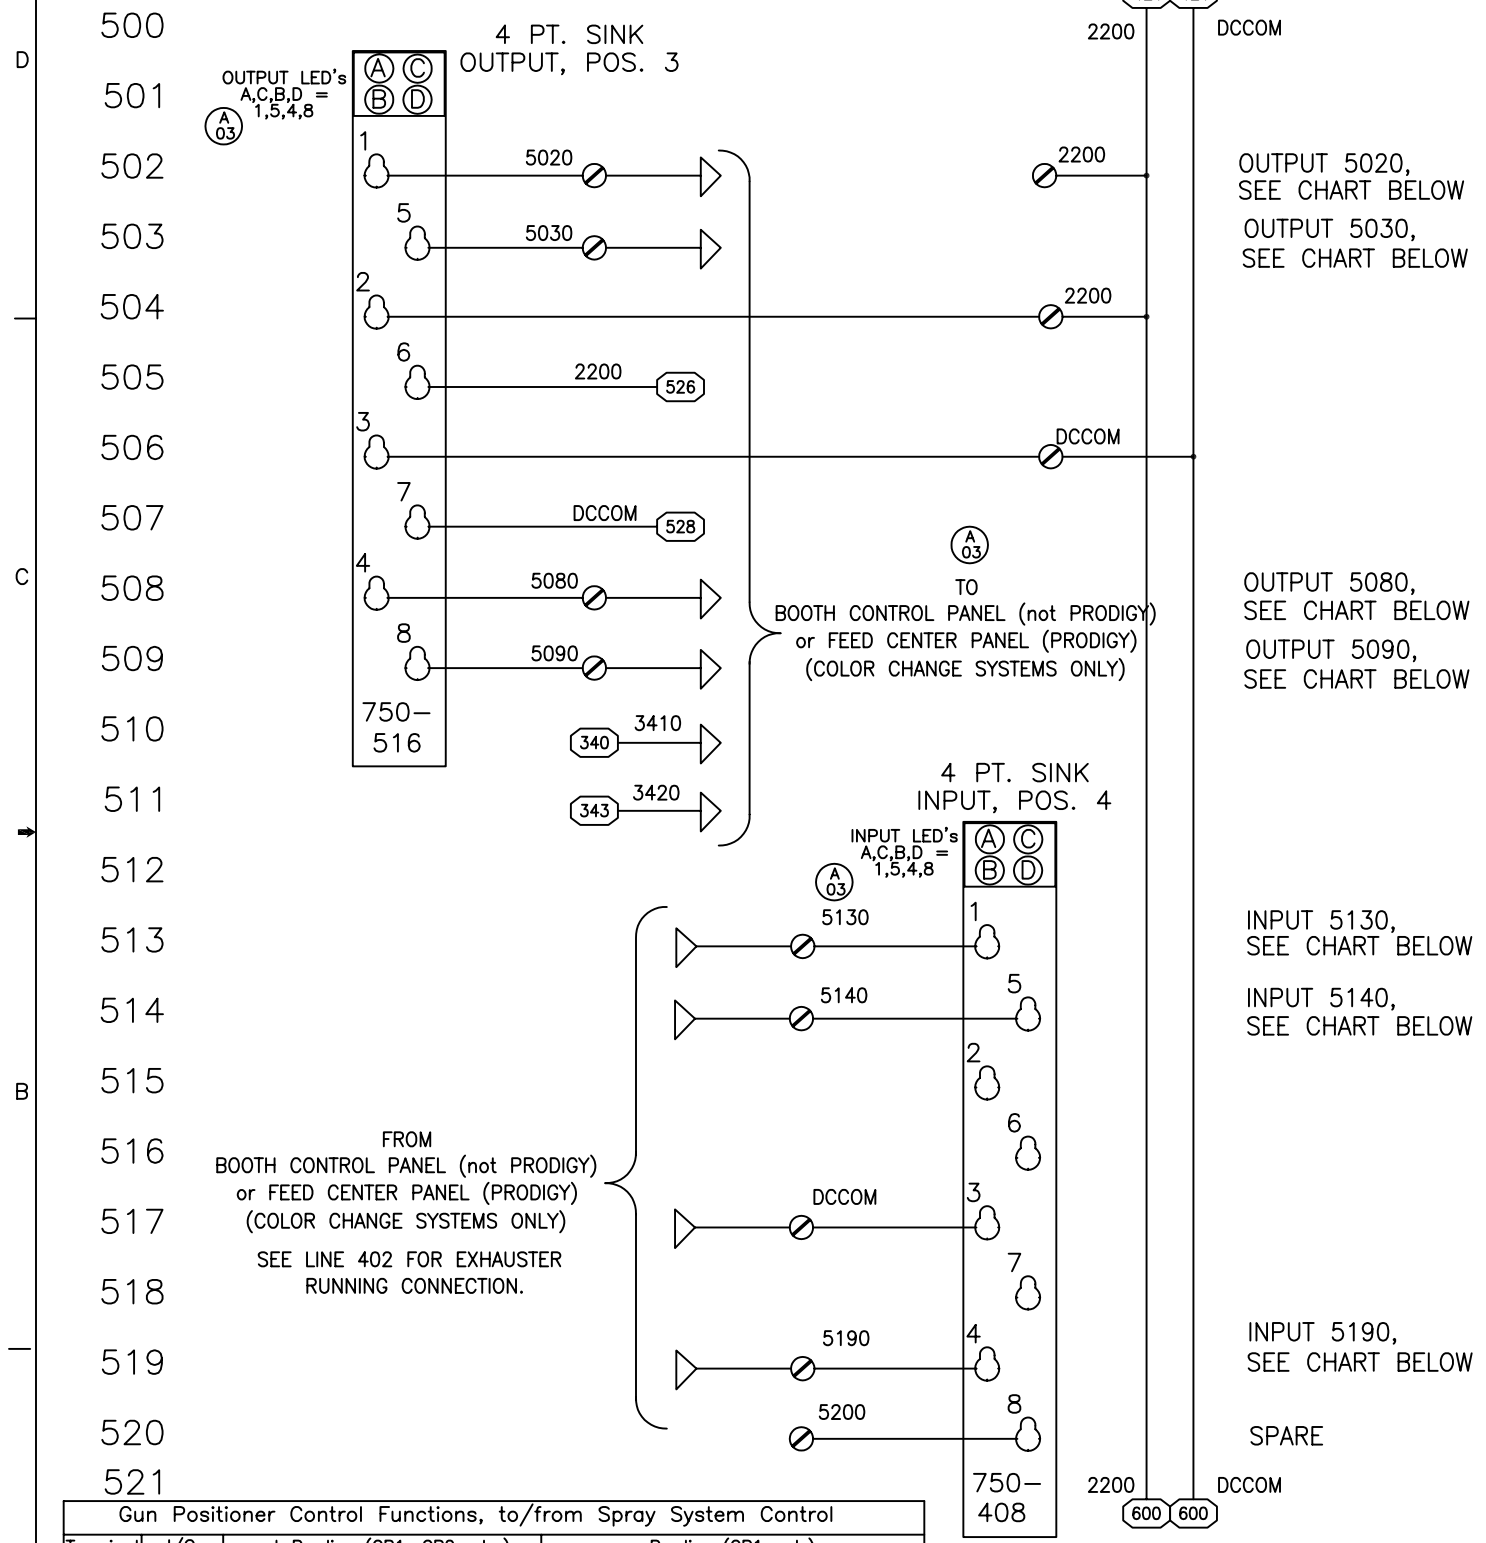 500
4 PT. SINK
OUTPUT, POS. 3
2200
DCCOM
D
OUTPUT LED's
A,C,B,D =
1,5,4,8
A C
B D
501
A
03
1
502
5020
2200
OUTPUT 5020,
SEE CHART BELOW
5
503
5030
OUTPUT 5030,
SEE CHART BELOW
2
504
2200
6
505
2200
526
3
506
DCCOM
7
507
DCCOM
528
A
03
C
4
508
5080
TO
BOOTH CONTROL PANEL (not PRODIGY)
or FEED CENTER PANEL (PRODIGY)
(COLOR CHANGE SYSTEMS ONLY)
OUTPUT 5080,
SEE CHART BELOW
8
509
5090
OUTPUT 5090,
SEE CHART BELOW
750-
516
510
340
3410
511
343
3420
4 PT. SINK
INPUT, POS. 4
INPUT LED's
A,C,B,D =
1,5,4,8
A C
B D
512
A
03
1
513
5130
INPUT 5130,
SEE CHART BELOW
5
514
5140
INPUT 5140,
SEE CHART BELOW
2
515
B
6
516
FROM
BOOTH CONTROL PANEL (not PRODIGY)
or FEED CENTER PANEL (PRODIGY)
(COLOR CHANGE SYSTEMS ONLY)
SEE LINE 402 FOR EXHAUSTER
RUNNING CONNECTION.
3
517
DCCOM
7
518
4
519
5190
INPUT 5190,
SEE CHART BELOW
8
520
5200
SPARE
521
750-
408
2200
DCCOM
600 600
Gun Positioner Control Functions, to/from Spray System Control